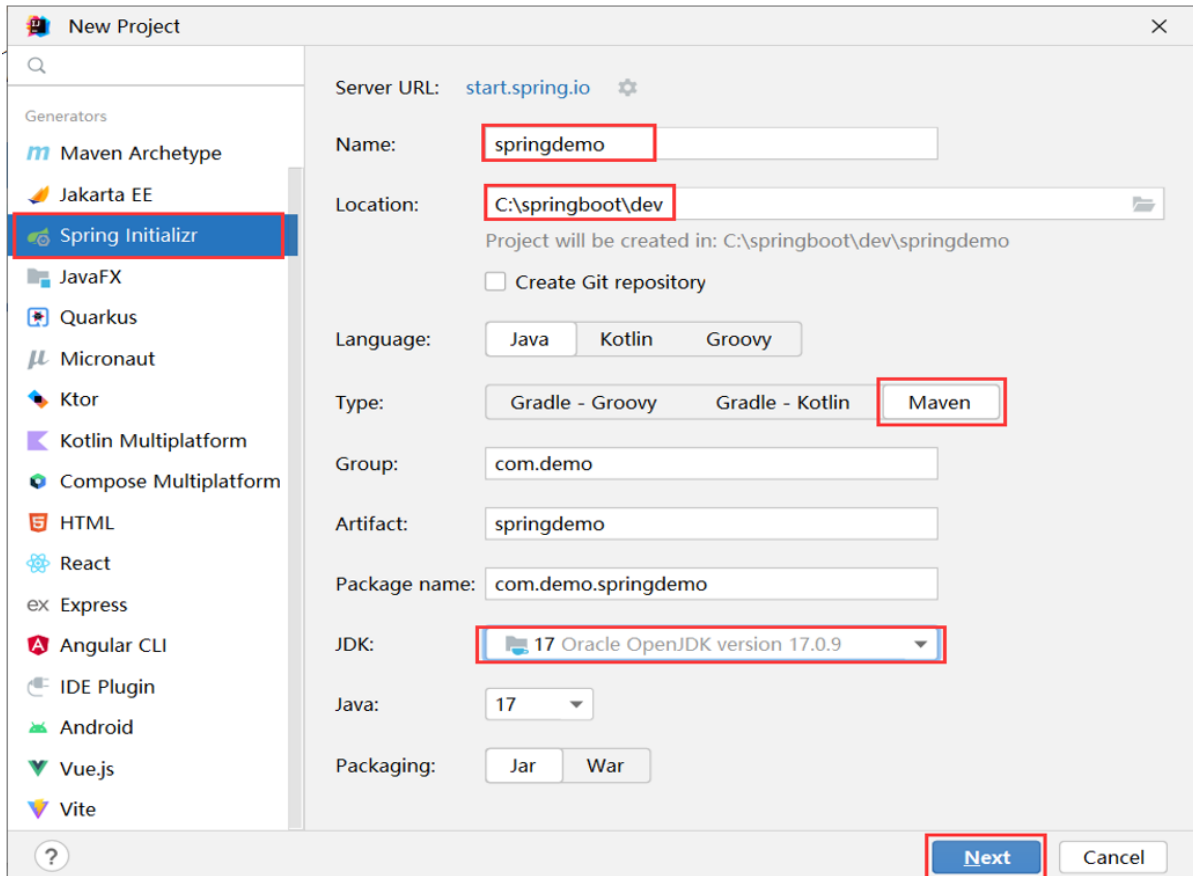 New Project
Generators
Maven Archetype
Jakarta EE
Spring Initializr
JavaFX
Quarkus
Micronaut
Ktor
Kotlin Multiplatform
Compose Multiplatform
HTML
React
ex Express
Angular CLI
IDE Plugin
Android
Vue.js
Vite
Server URL: start.spring.io
Name: springdemo
Location: C:\springboot\dev
Project will be created in: C:\springboot\dev\springdemo
Create Git repository
Language: Java Kotlin Groovy
Type: Gradle - Groovy Gradle - Kotlin Maven
Group: com.demo
Artifact: springdemo
Package name: com.demo.springdemo
JDK: 17 Oracle OpenJDK version 17.0.9
Java: 17
Packaging: Jar War
? Next Cancel